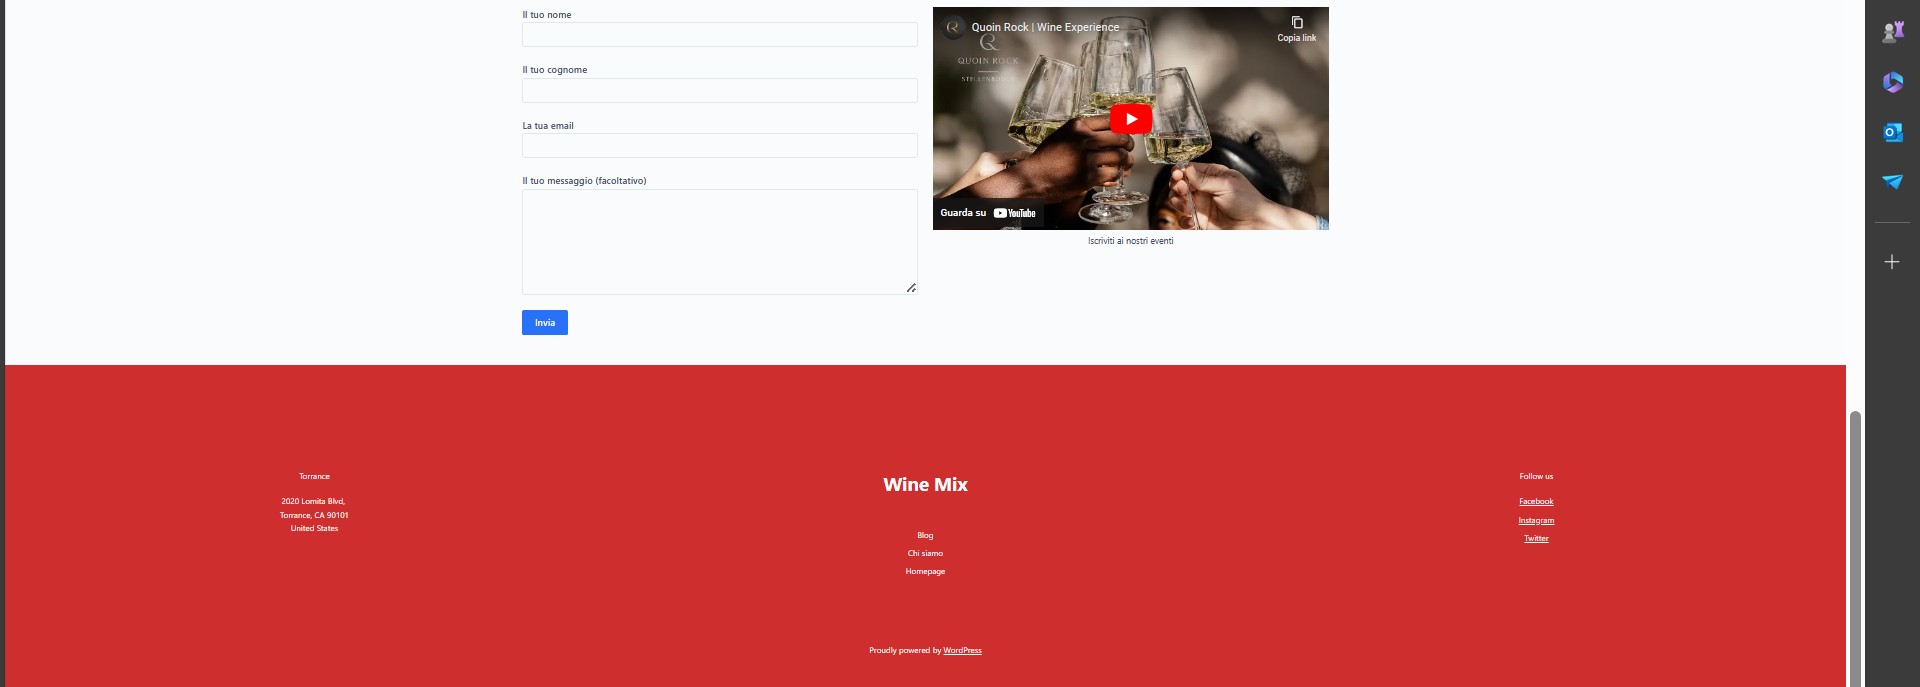 Il tuo nome
Il tuo cognome
La tua email
Il tuo messaggio (facoltativo)
Invia
Quoin Rock | Wine Experience
Copia link
QUOIN ROCK
Guarda su YouTube
Iscriviti ai nostri eventi
Torrance
2020 Lomita Blvd,
Torrance, CA 90101
United States
Wine Mix
Blog
Chi siamo
Homepage
Follow us
Facebook
Instagram
Twitter
Proudly powered by WordPress